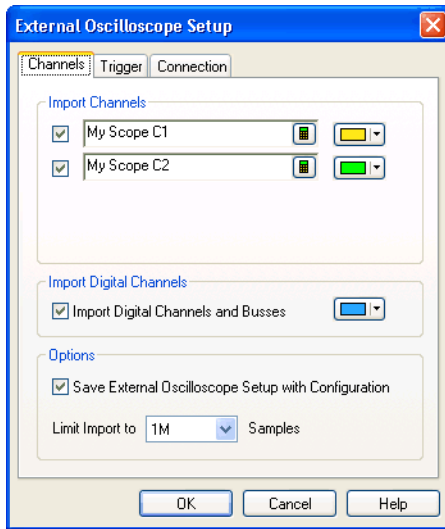 External Oscilloscope Setup
Channels Trigger Connection
Import Channels
My Scope C1
My Scope C2
Import Digital Channels
Import Digital Channels and Busses
Options
Save External Oscilloscope Setup with Configuration
Limit Import to 1M Samples
OK Cancel Help